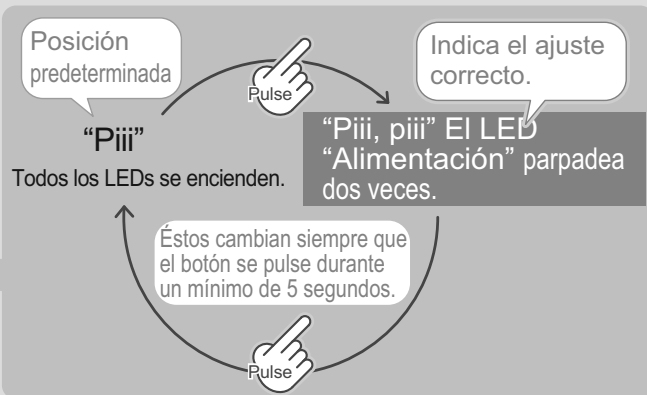 Posición
predeterminada
Pulse
Indica el ajuste
correcto.
“Piii”
Todos los LEDs se encienden.
“Piii, piii” El LED
“Alimentación” parpadea
dos veces.
Éstos cambian siempre que
el botón se pulse durante
un mínimo de 5 segundos.
Pulse